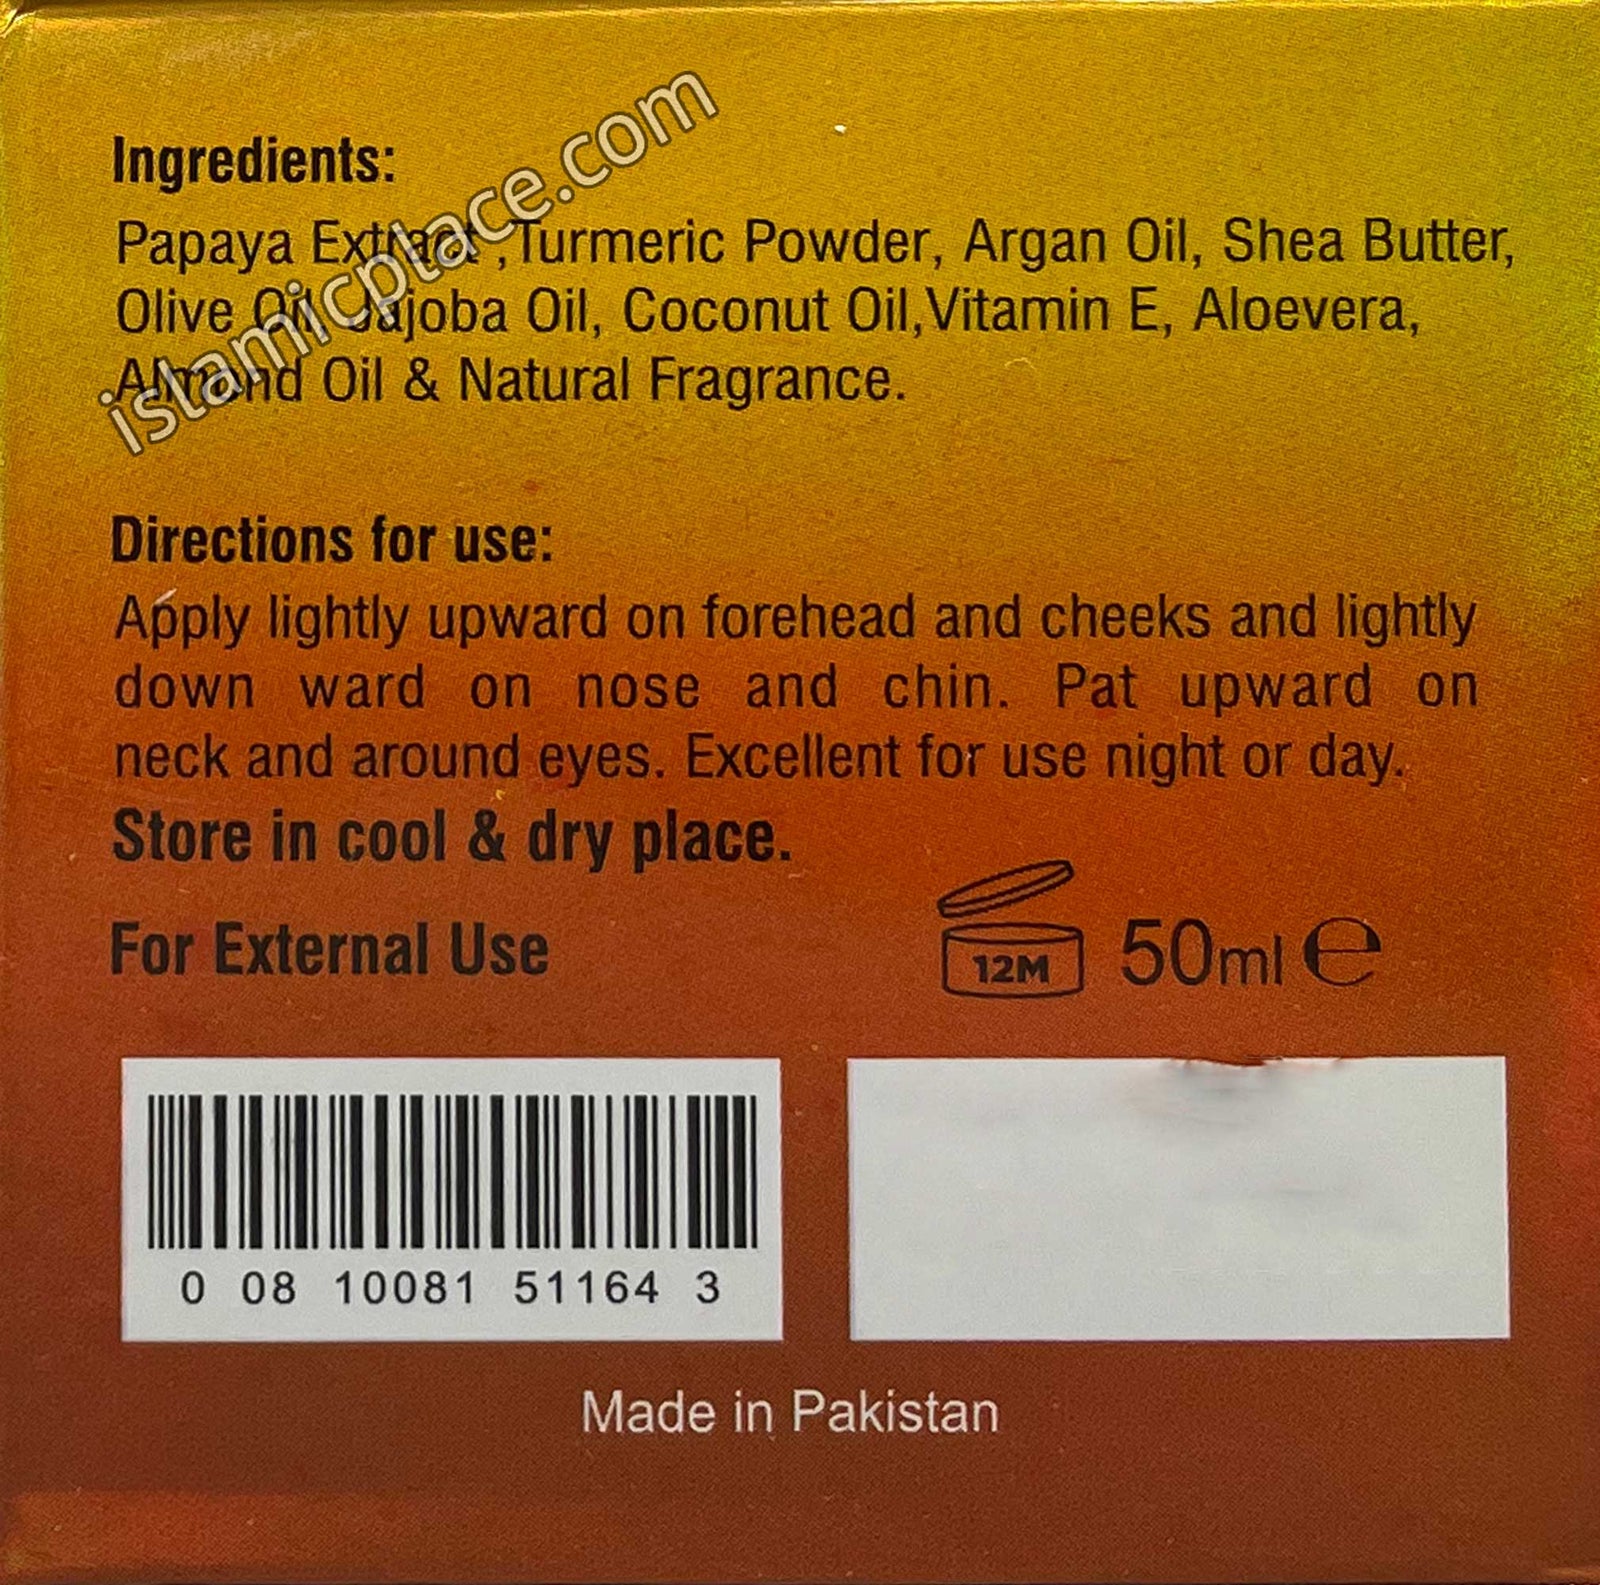 Ingredients:
Papaya Extract ,Turmeric Powder, Argan Oil, Shea Butter,
Olive Oil, Jajoba Oil, Coconut Oil,Vitamin E, Aloevera,
Almond Oil & Natural Fragrance.
islamicplace.com
Directions for use:
Apply lightly upward on forehead and cheeks and lightly
down ward on nose and chin. Pat upward on
neck and around eyes. Excellent for use night or day.
Store in cool & dry place.
For External Use
12M
50ml ℮
0 08 10081 51164 3
Made in Pakistan